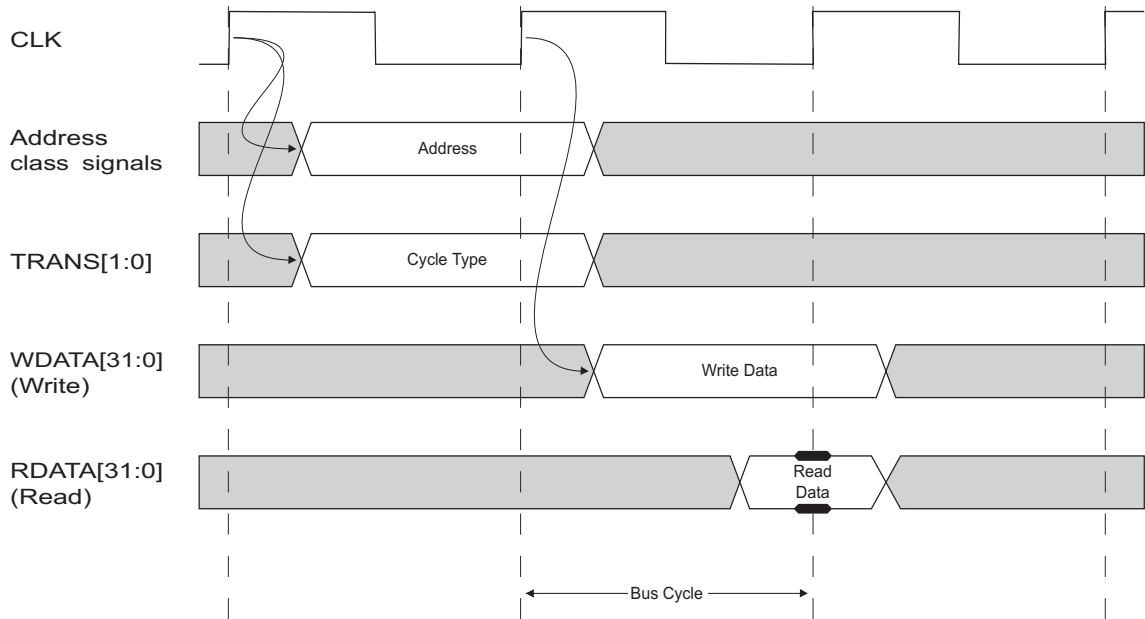 CLK
Address
class signals
Address
TRANS[1:0]
Cycle Type
WDATA[31:0]
(Write)
Write Data
RDATA[31:0]
(Read)
Read
Data
Bus Cycle